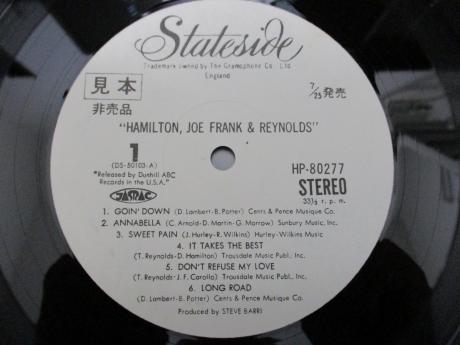 Stateside
Trademark owned by The Gramophone Co. Ltd.
England
見本
非売品
7/25発売
"HAMILTON, JOE FRANK & REYNOLDS"
1
(DS-50103-A)
HP-80277
"Released by Dunhill ABC
Records in the U.S.A."
STEREO
33⅓ r. p. m.
JASRAC
1. GOIN' DOWN (D. Lambert-B. Potter) Cents & Pence Musique Co.
2. ANNABELLA (C. Arnold-D. Martin-G. Morrow) Sunbury Music, Inc.
3. SWEET PAIN (J. Hurley-R. Wilkins) Hurley-Wilkins Music
4. IT TAKES THE BEST
(T. Reynolds-D. Hamilton) Trousdale Music Publ., Inc.
5. DON'T REFUSE MY LOVE
(T. Reynolds-J. F. Carollo) Trousdale Music Publ., Inc.
6. LONG ROAD
(D. Lambert-B. Potter) Cents & Pence Musique Co.
Produced by STEVE BARRI